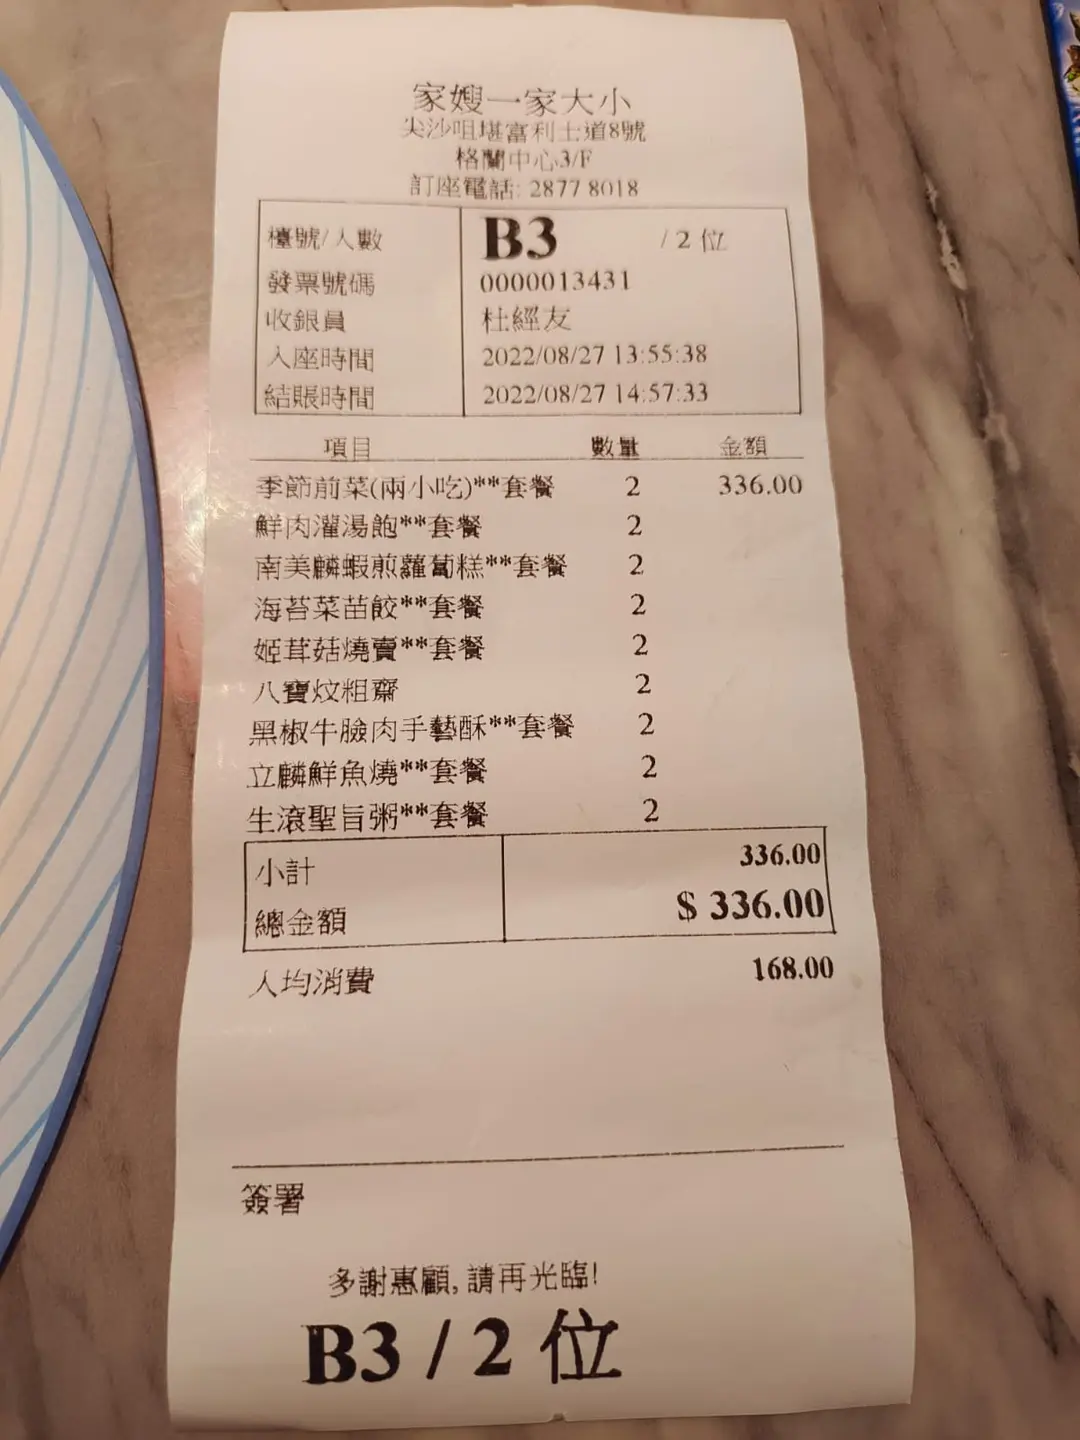 家嫂一家大小
尖沙咀堪富利士道8號
格蘭中心3/F
訂座電話: 2877 8018
檯號/人數 B3 / 2 位
發票號碼 0000013431
收銀員 杜經友
入座時間 2022/08/27 13:55:38
結賬時間 2022/08/27 14:57:33
項目 數量 金額
季節前菜(兩小吃)**套餐 2 336.00
鮮肉灌湯飽**套餐 2
南美麟蝦煎蘿蔔糕**套餐 2
海苔菜苗餃**套餐 2
姬茸菇燒賣**套餐 2
八寶炆粗齋 2
黑椒牛臉肉手藝酥**套餐 2
立麟鮮魚燒**套餐 2
生滾聖旨粥**套餐 2
小計 336.00
總金額 $ 336.00
人均消費 168.00
簽署
多謝惠顧, 請再光臨!
B3 / 2 位